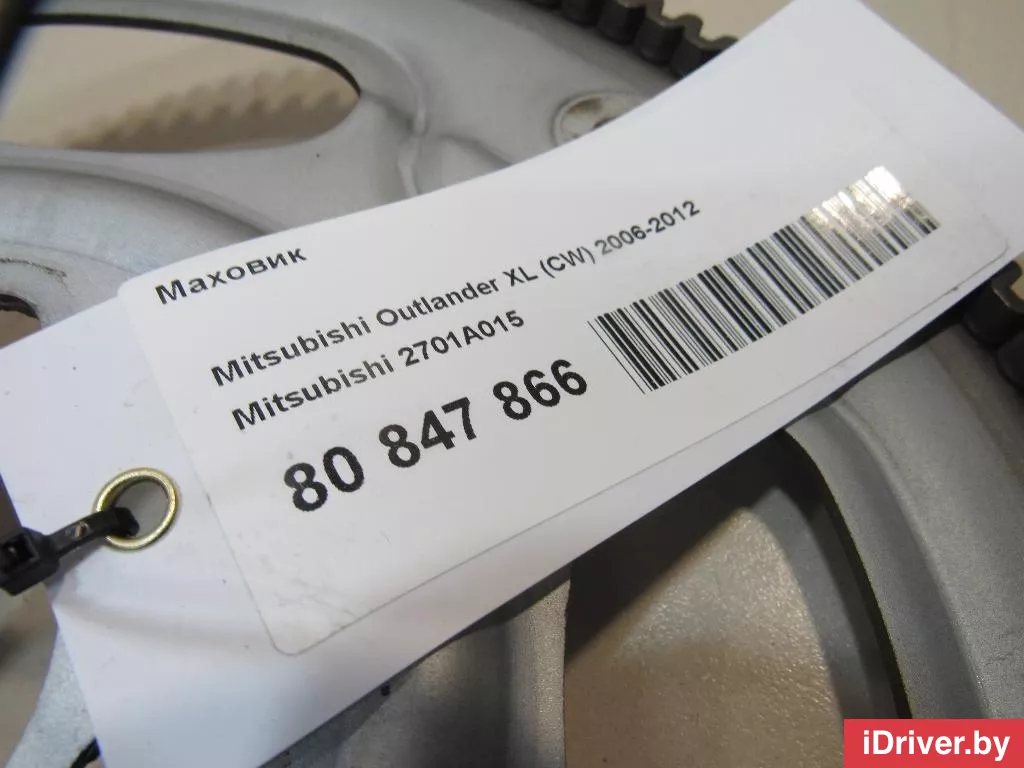 Маховик
Mitsubishi Outlander XL (CW) 2006-2012
Mitsubishi 2701A015
80 847 866
iDriver.by